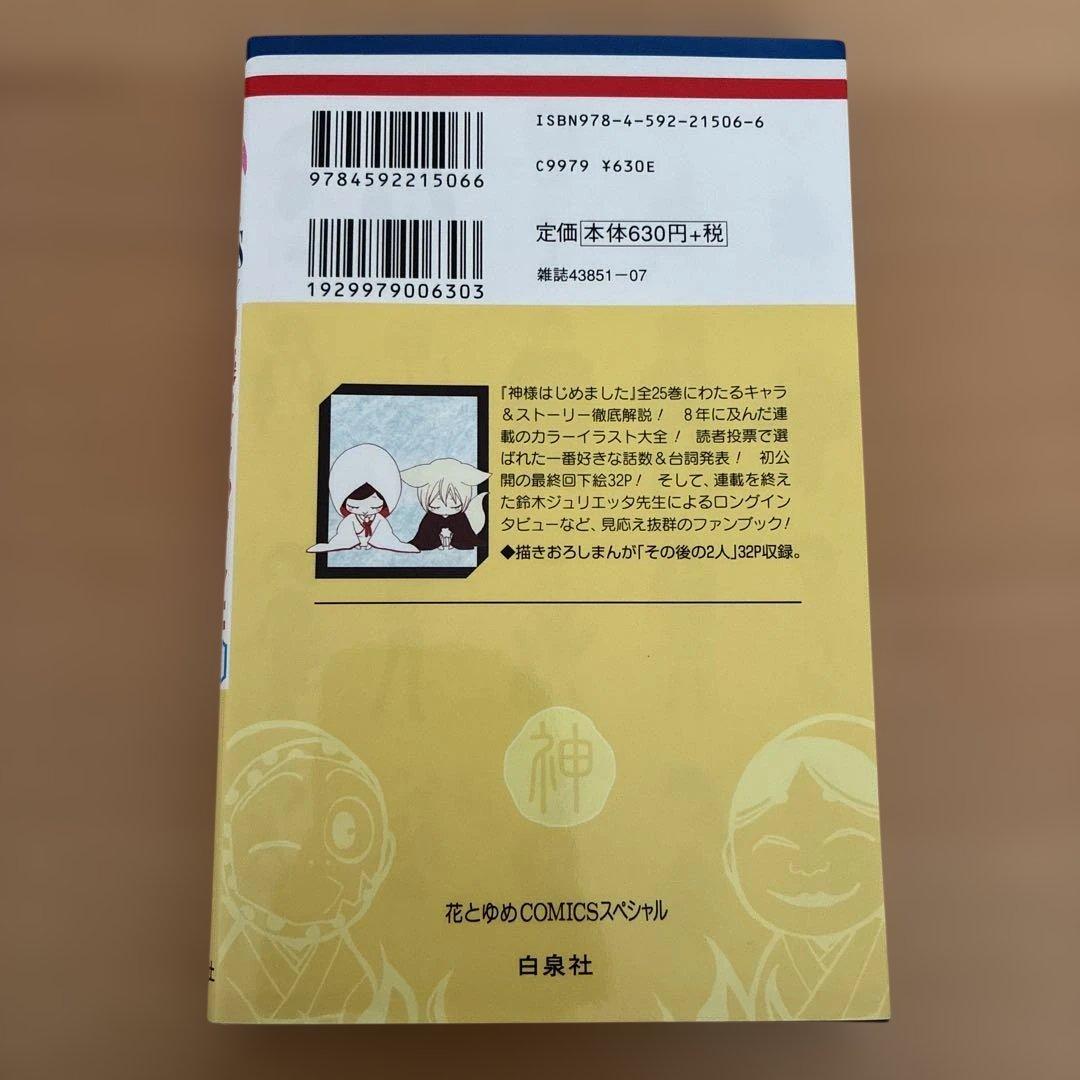 ISBN978-4-592-21506-6
9784592215066
C9979 ¥630E
定価 本体630円+税
雑誌43851-07
1929979006303
『神様はじめました』全25巻にわたるキャラ
&ストーリー徹底解説! 8年に及んだ連
載のカラーイラスト大全! 読者投票で選
ばれた一番好きな話数&台詞発表! 初公
開の最終回下絵32P! そして、連載を終え
た鈴木ジュリエッタ先生によるロングイン
タビューなど、見応え抜群のファンブック!
◆描きおろしまんが「その後の2人」32P収録。
神
花とゆめCOMICSスペシャル
白泉社
社